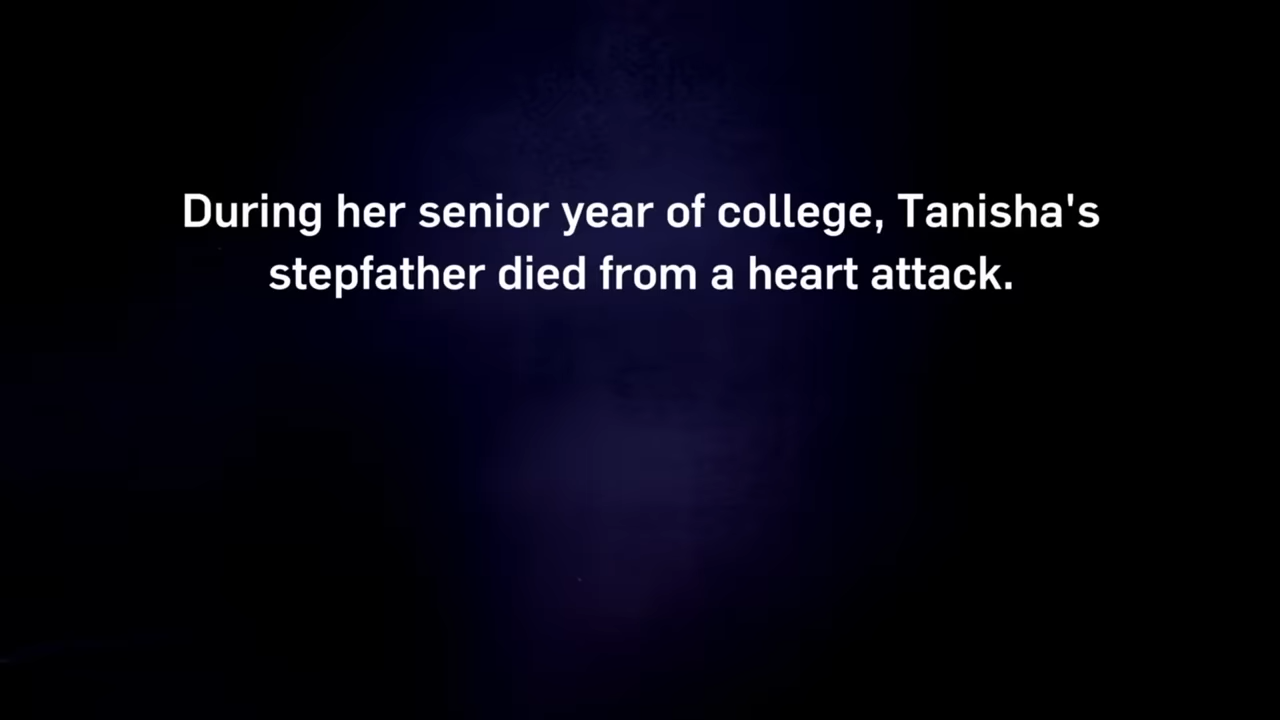 During her senior year of college, Tanisha's
stepfather died from a heart attack.